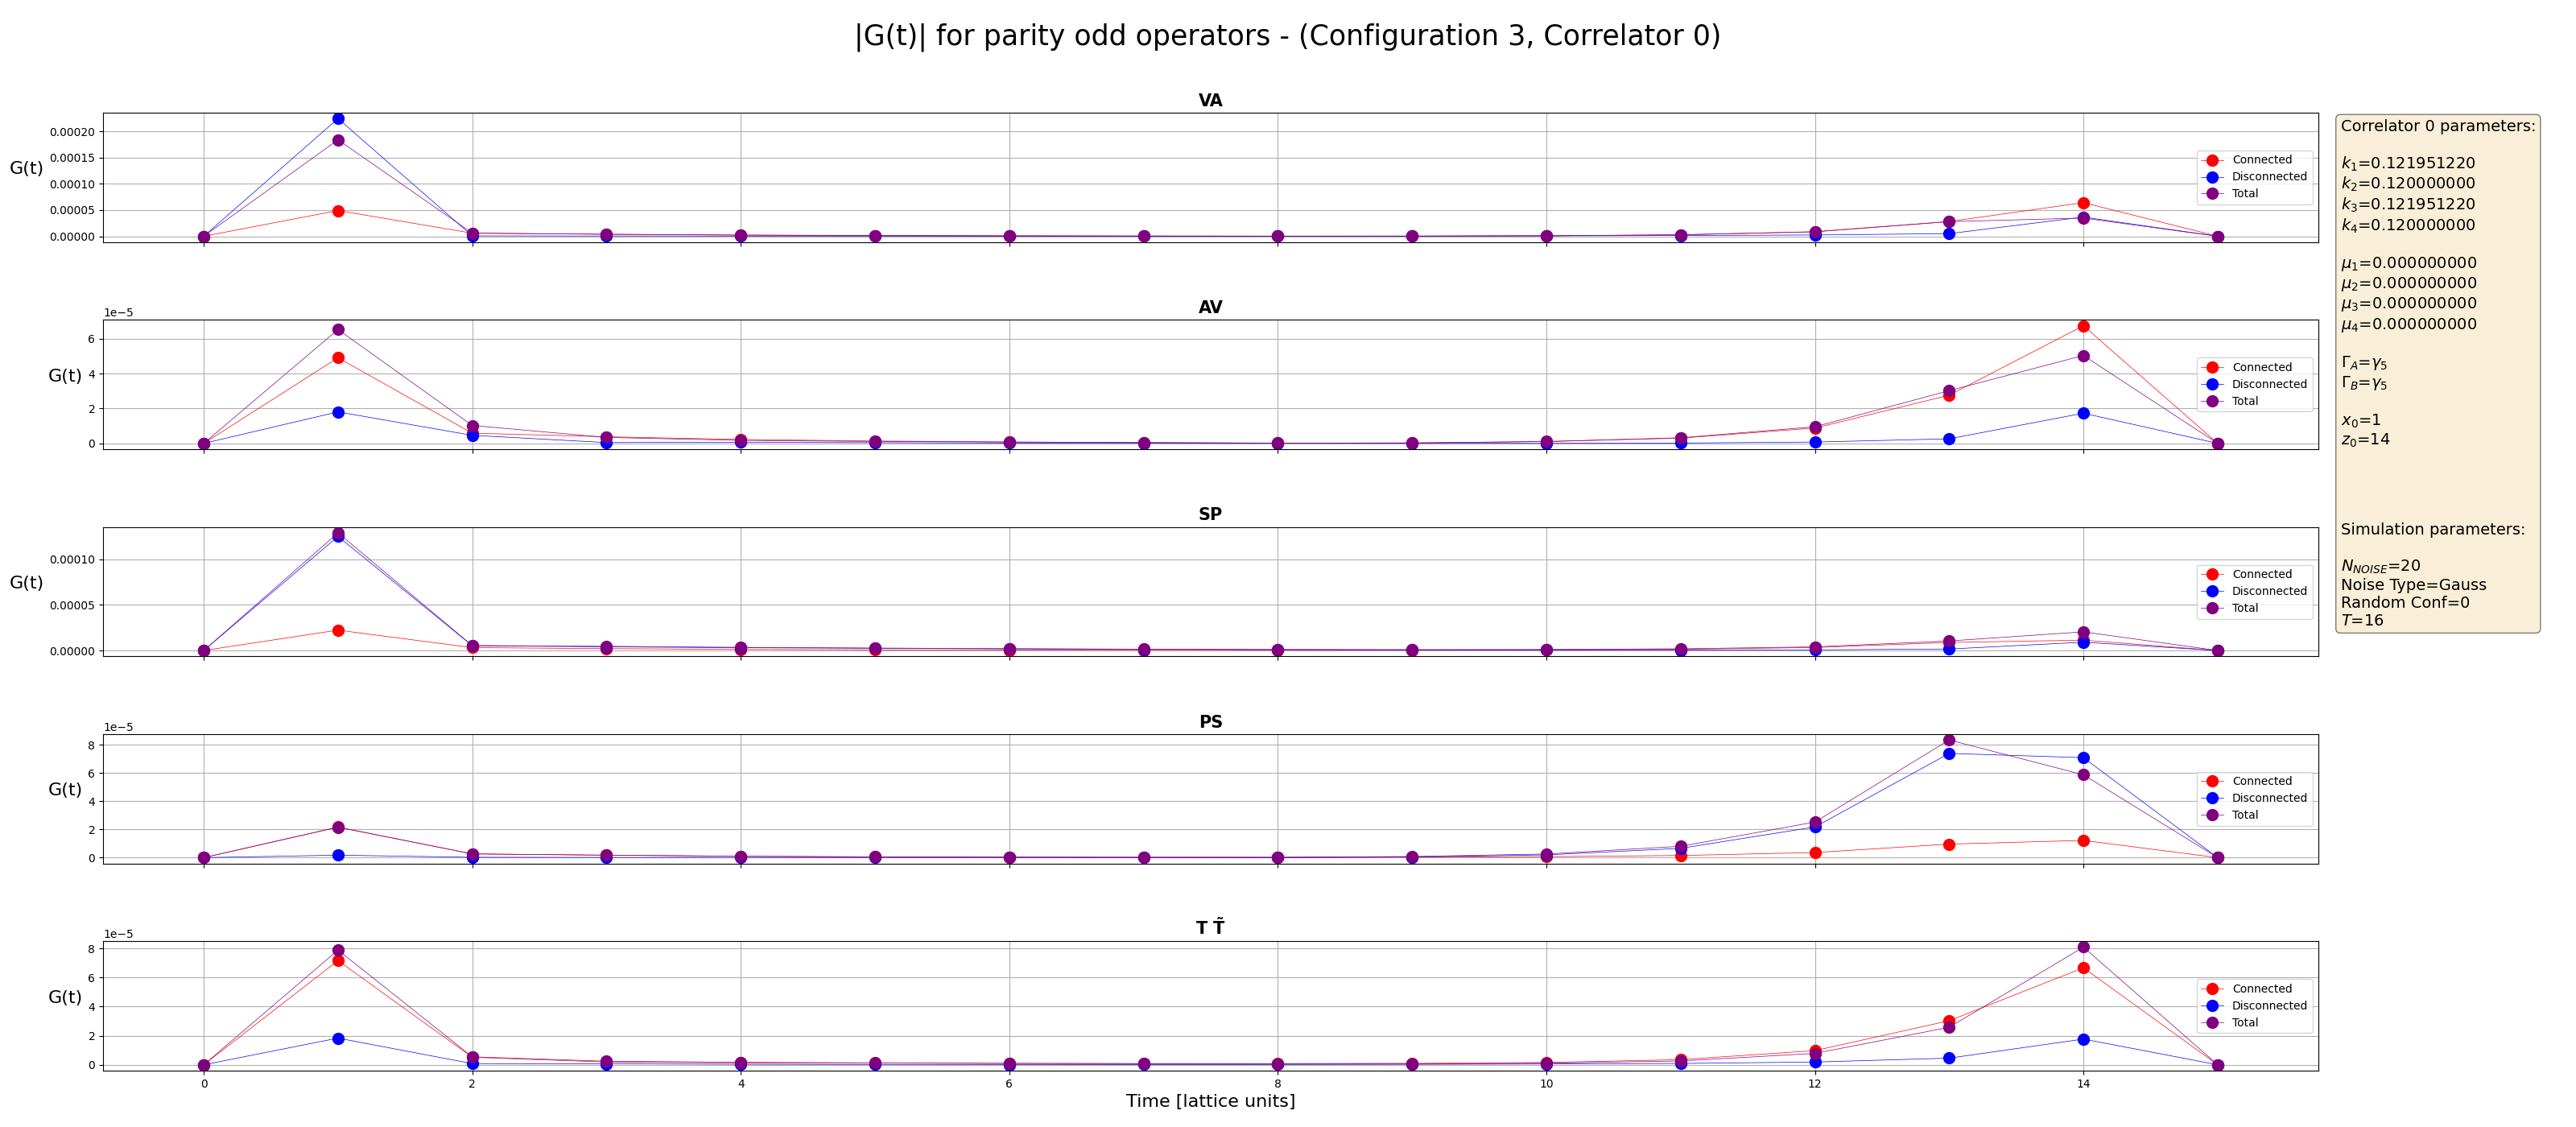 |G(t)| for parity odd operators - (Configuration 3, Correlator 0)
VA
G(t)
0.00020
0.00015
0.00010
0.00005
0.00000
Connected
Disconnected
Total
AV
1e−5
G(t)
6
4
2
0
Connected
Disconnected
Total
SP
G(t)
0.00010
0.00005
0.00000
Connected
Disconnected
Total
PS
1e−5
G(t)
8
6
4
2
0
Connected
Disconnected
Total
T T̃
1e−5
G(t)
8
6
4
2
0
Connected
Disconnected
Total
0 2 4 6 8 10 12 14
Time [lattice units]
Correlator 0 parameters:
k₁=0.121951220
k₂=0.120000000
k₃=0.121951220
k₄=0.120000000
μ₁=0.000000000
μ₂=0.000000000
μ₃=0.000000000
μ₄=0.000000000
Γ_A=γ₅
Γ_B=γ₅
x₀=1
z₀=14
Simulation parameters:
N_NOISE=20
Noise Type=Gauss
Random Conf=0
T=16